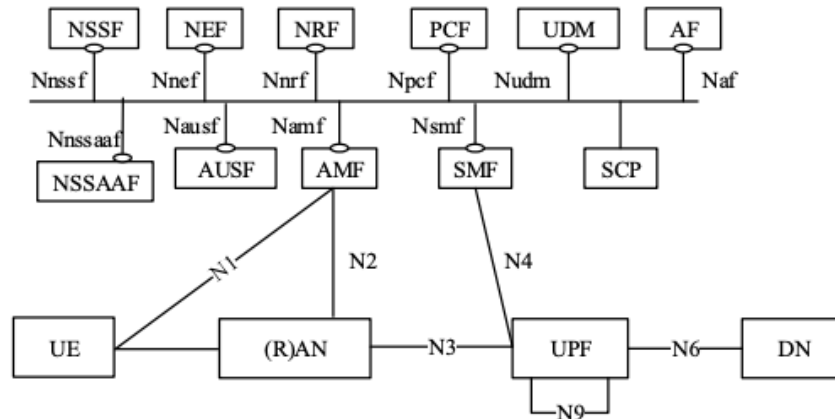 NSSF NEF NRF PCF UDM AF
Nnssf Nnef Nnrf Npcf Nudm Naf
Nnssaaf Nausf Namf Nsmf
NSSAAF AUSF AMF SMF SCP
N1 N2 N4
UE (R)AN N3 UPF N6 DN
N9